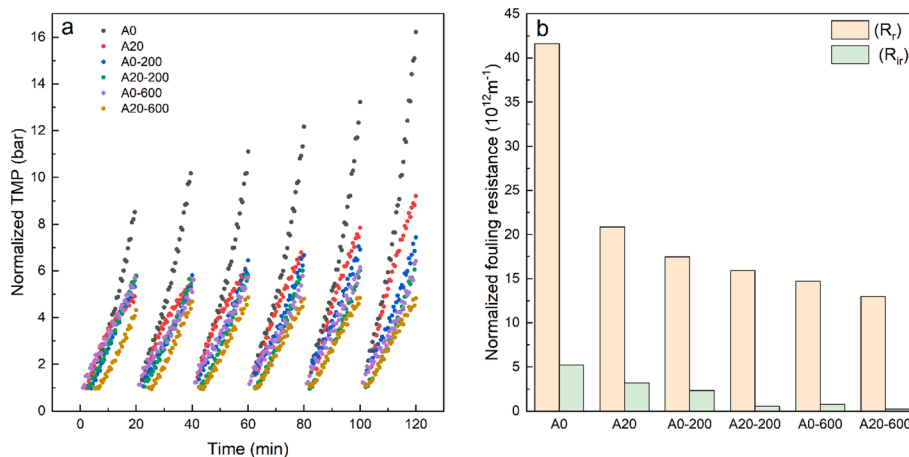 a
A0
A20
A0-200
A20-200
A0-600
A20-600
Normalized TMP (bar)
16
14
12
10
8
6
4
2
0
0 20 40 60 80 100 120
Time (min)
b
(Rr)
(Rir)
Normalized fouling resistance (10¹²m⁻¹)
45
40
35
30
25
20
15
10
5
0
A0 A20 A0-200 A20-200 A0-600 A20-600